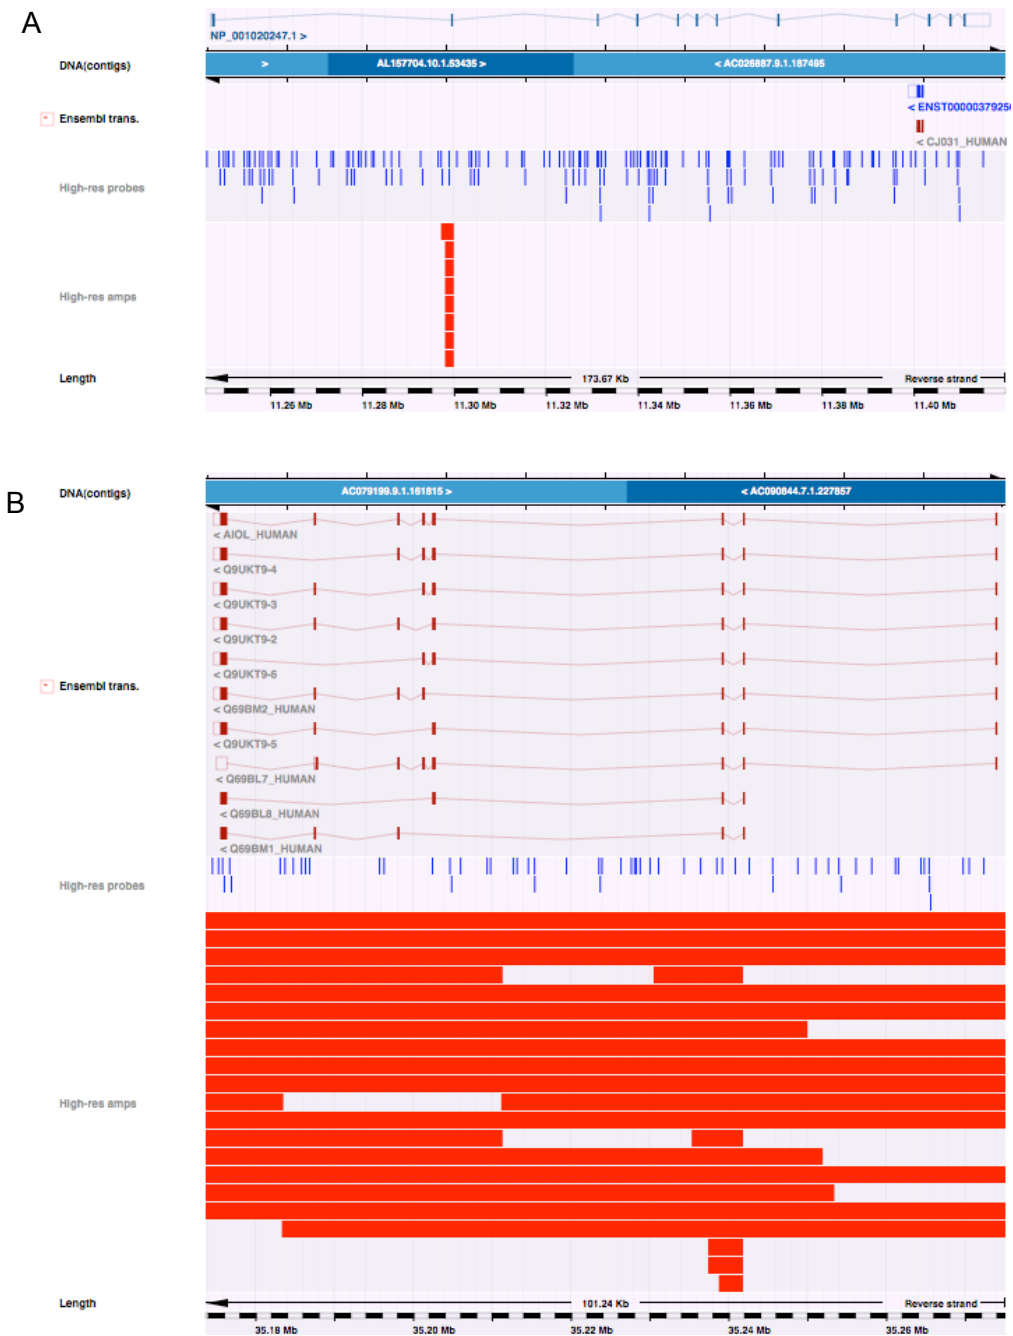 A
NP_001020247.1 >
DNA(contigs)
>
AL157704.10.1.53435 >
< AC026887.9.1.187495
Ensembl trans.
< CJ031_HUMAN
High-res probes
High-res amps
Length
173.67 Kb
Reverse strand
11.26 Mb 11.28 Mb 11.30 Mb 11.32 Mb 11.34 Mb 11.36 Mb 11.38 Mb 11.40 Mb
B
DNA(contigs)
AC079199.9.1.161815 >
< AC090844.7.1.227857
< AIOL_HUMAN
< Q9UKT9-4
< Q9UKT9-3
< Q9UKT9-2
< Q9UKT9-6
Ensembl trans.
< Q69BM2_HUMAN
< Q9UKT9-5
< Q69BL7_HUMAN
< Q69BL8_HUMAN
< Q69BM1_HUMAN
High-res probes
High-res amps
Length
101.24 Kb
Reverse strand
35.18 Mb 35.20 Mb 35.22 Mb 35.24 Mb 35.26 Mb